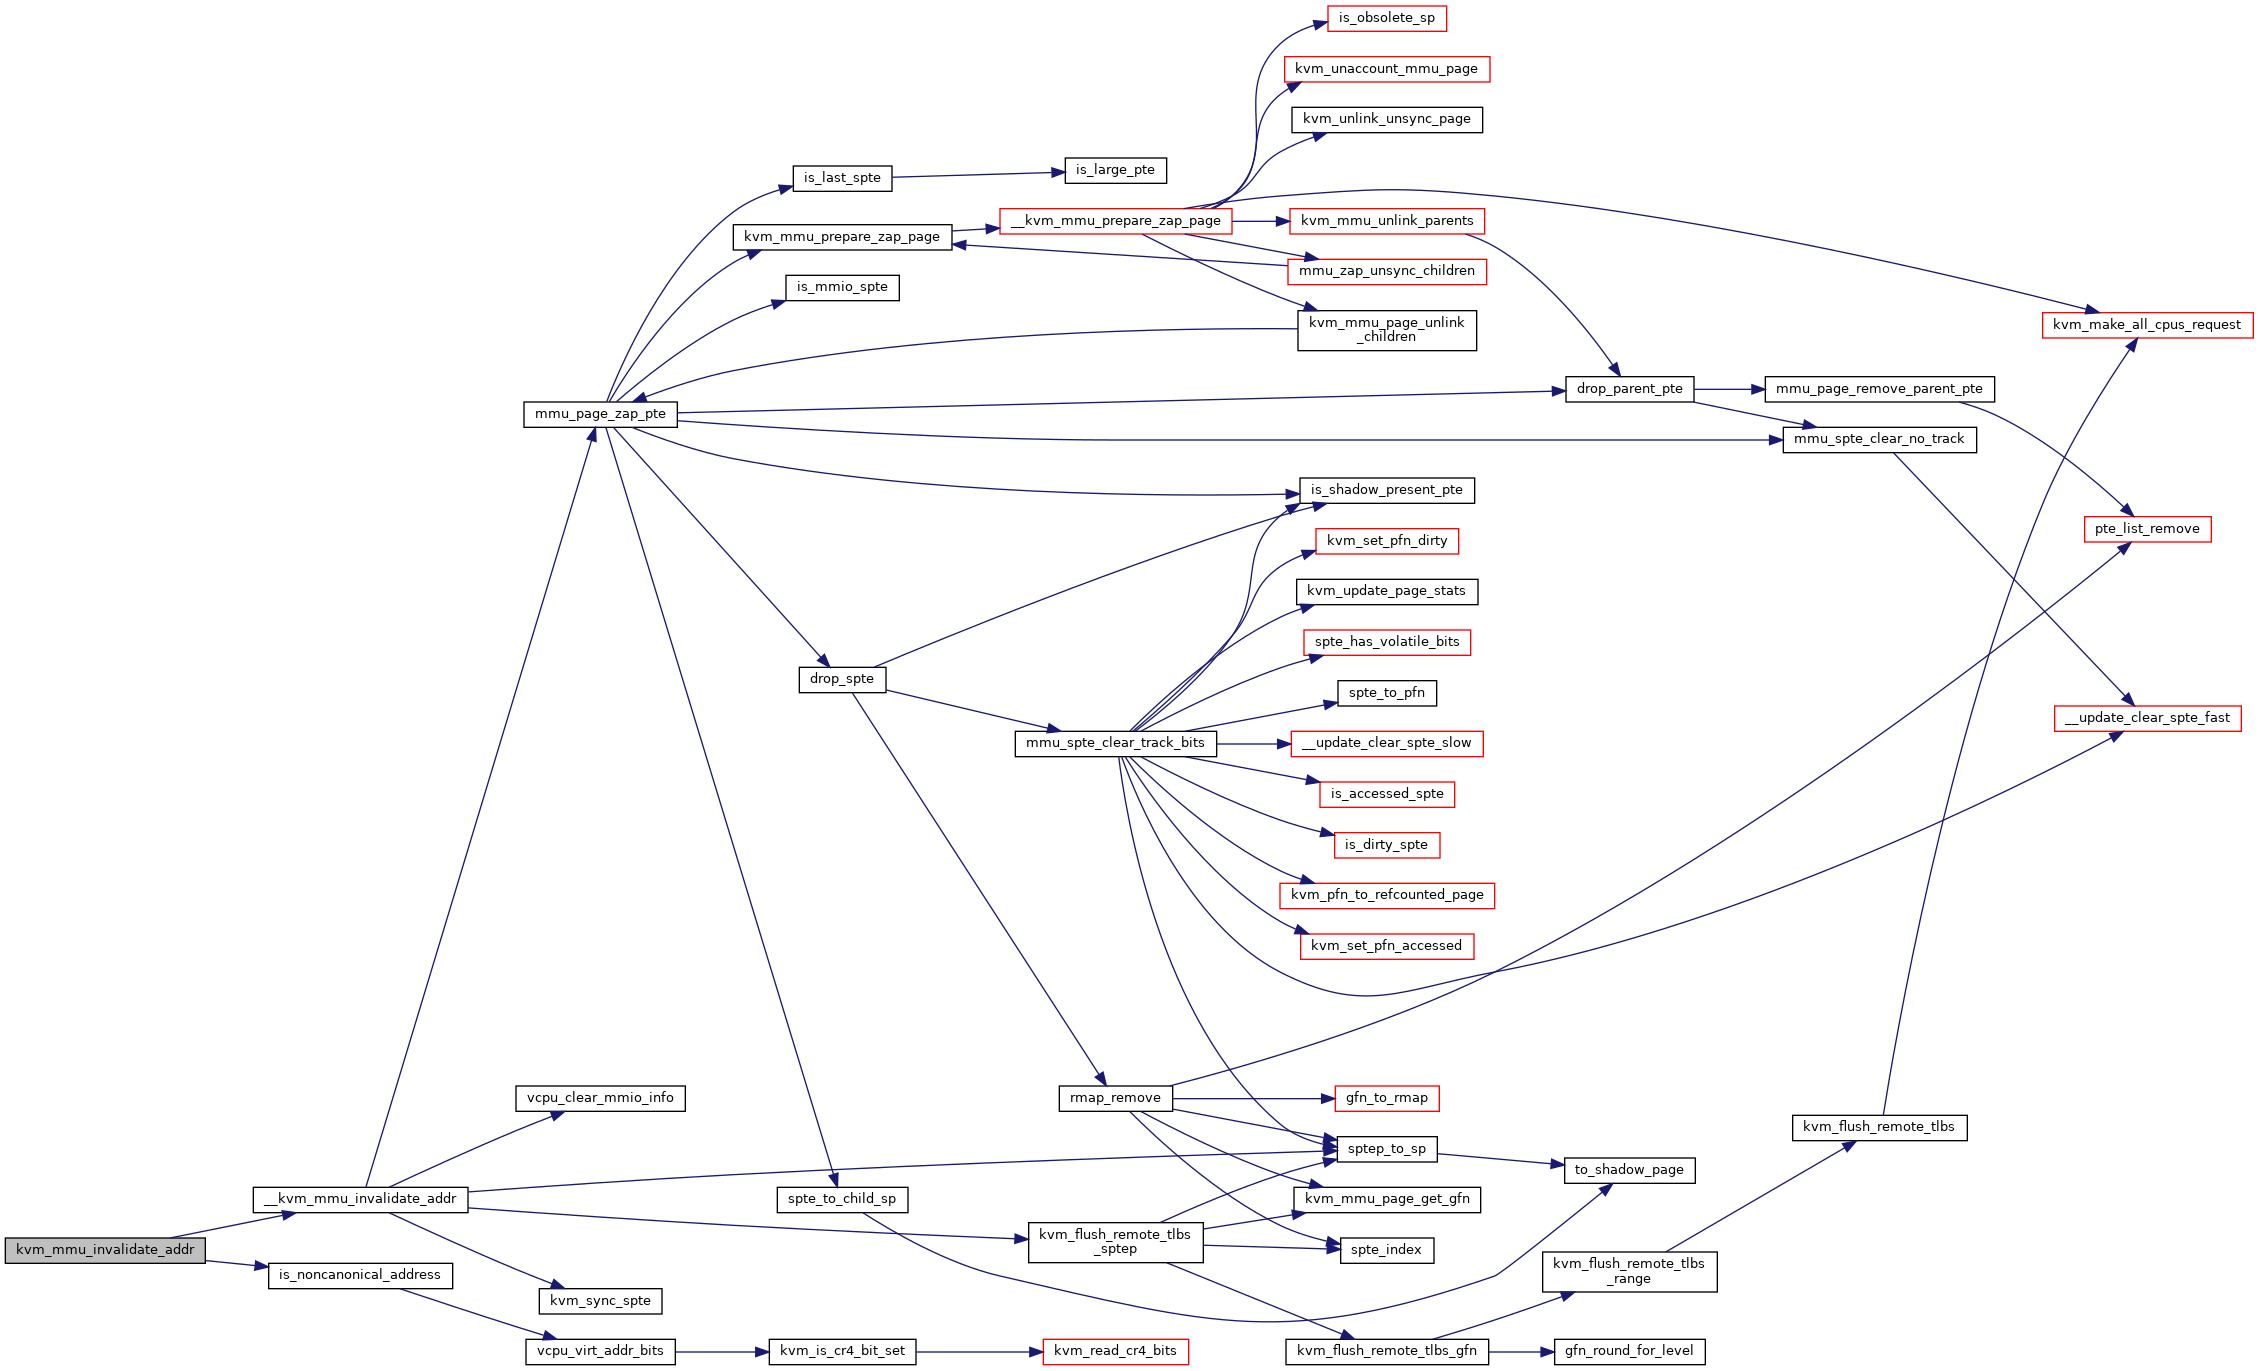 is_obsolete_sp
kvm_unaccount_mmu_page
kvm_unlink_unsync_page
is_last_spte
is_large_pte
__kvm_mmu_prepare_zap_page
kvm_mmu_unlink_parents
kvm_mmu_prepare_zap_page
mmu_zap_unsync_children
is_mmio_spte
kvm_mmu_page_unlink
_children
kvm_make_all_cpus_request
drop_parent_pte
mmu_page_remove_parent_pte
mmu_page_zap_pte
mmu_spte_clear_no_track
is_shadow_present_pte
pte_list_remove
kvm_set_pfn_dirty
kvm_update_page_stats
spte_has_volatile_bits
drop_spte
spte_to_pfn
__update_clear_spte_fast
mmu_spte_clear_track_bits
__update_clear_spte_slow
is_accessed_spte
is_dirty_spte
kvm_pfn_to_refcounted_page
kvm_set_pfn_accessed
vcpu_clear_mmio_info
rmap_remove
gfn_to_rmap
kvm_flush_remote_tlbs
sptep_to_sp
to_shadow_page
__kvm_mmu_invalidate_addr
spte_to_child_sp
kvm_mmu_page_get_gfn
kvm_flush_remote_tlbs
_sptep
kvm_mmu_invalidate_addr
spte_index
is_noncanonical_address
kvm_flush_remote_tlbs
_range
kvm_sync_spte
vcpu_virt_addr_bits
kvm_is_cr4_bit_set
kvm_read_cr4_bits
kvm_flush_remote_tlbs_gfn
gfn_round_for_level